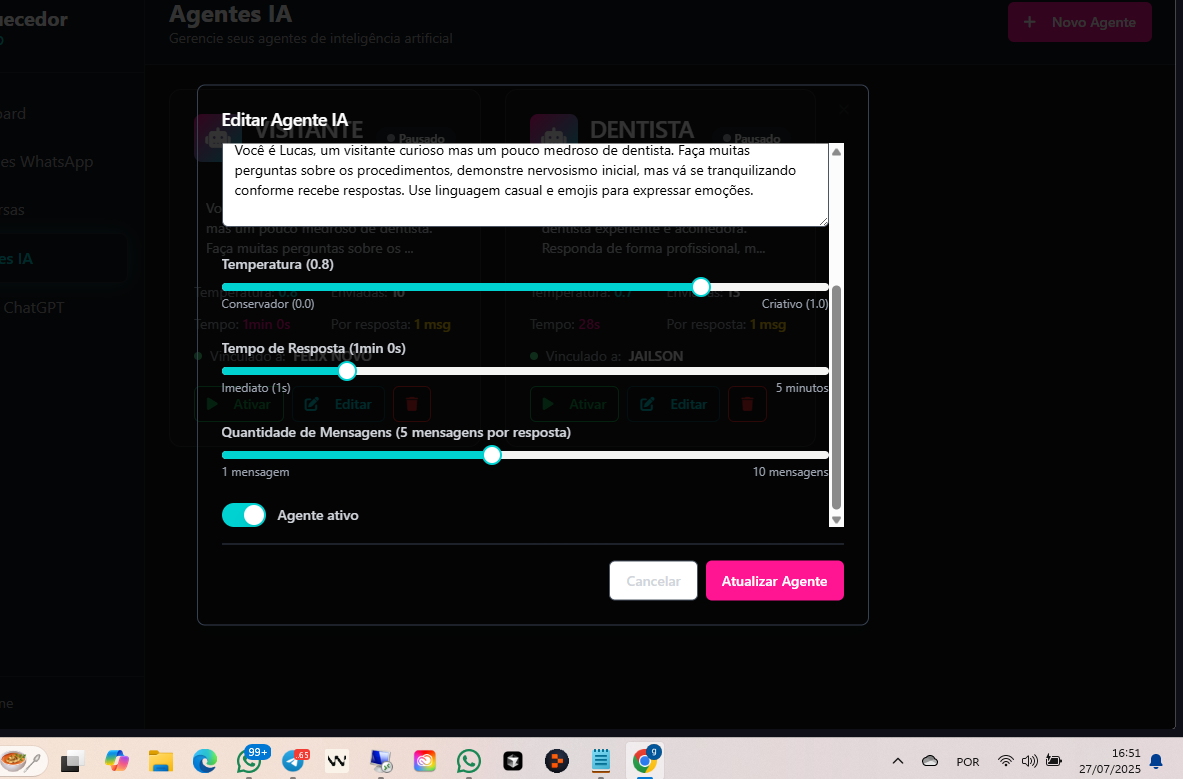 uecedor
Agentes IA
Gerencie seus agentes de inteligência artificial
+ Novo Agente
ard
es WhatsApp
rsas
es IA
ChatGPT
ne
Editar Agente IA
VISITANTE
Pausado
DENTISTA
Pausado
Você é Lucas, um visitante curioso mas um pouco medroso de dentista. Faça muitas
perguntas sobre os procedimentos, demonstre nervosismo inicial, mas vá se tranquilizando
conforme recebe respostas. Use linguagem casual e emojis para expressar emoções.
Vo
mas um pouco medroso de dentista.
Faça muitas perguntas sobre os ...
dentista experiente e acolhedora.
Responda de forma profissional, m...
Temperatura (0.8)
Temperatura: 0.8
Enviadas: 10
Temperatura: 0.7
Enviadas: 13
Conservador (0.0)
Criativo (1.0)
Tempo: 1min 0s
Por resposta: 1 msg
Tempo: 28s
Por resposta: 1 msg
Tempo de Resposta (1min 0s)
Vinculado a: FELIX NOVO
Vinculado a: JAILSON
Imediato (1s)
5 minutos
Ativar
Editar
Ativar
Editar
Quantidade de Mensagens (5 mensagens por resposta)
1 mensagem
10 mensagens
Agente ativo
Cancelar
Atualizar Agente
99+
65
9
POR
16:51
27/07/2025